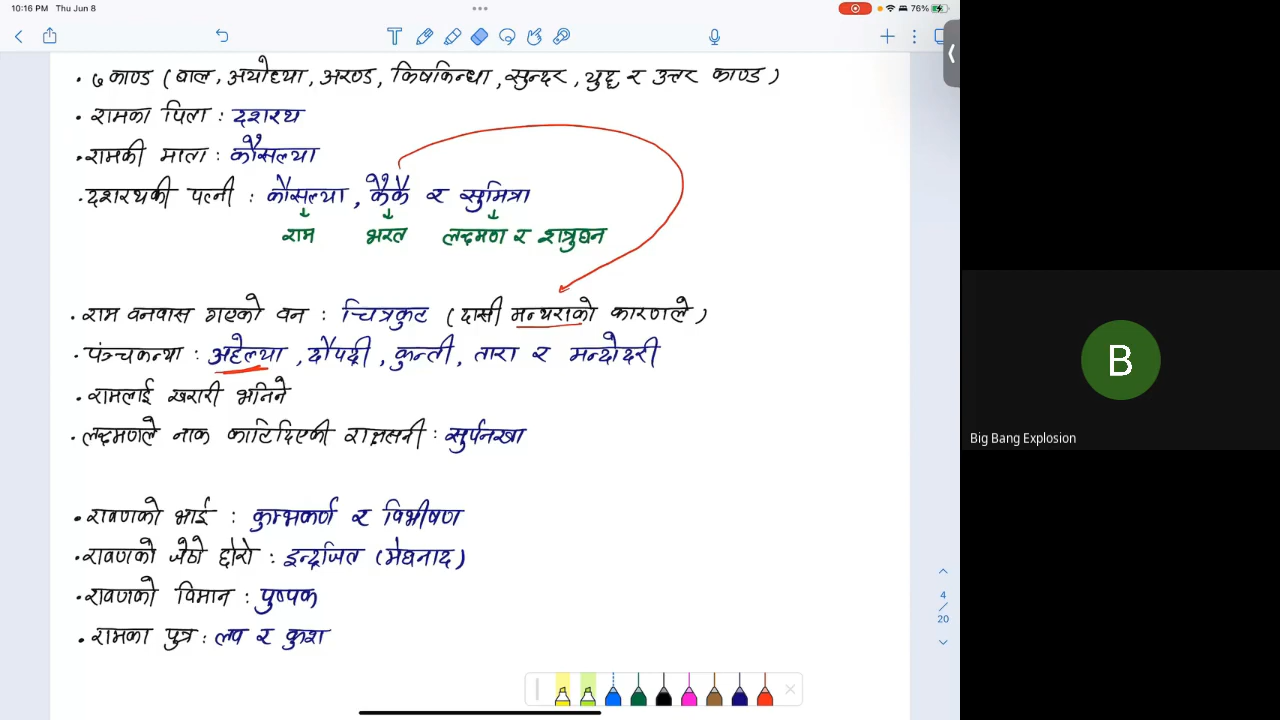 10:16 PM Thu Jun 8
76%
• ७ काण्ड (बाल, अयोध्या, अरण्ड, किषकिन्धा, सुन्दर, युद्द र उत्तर काण्ड)
• रामका पिता : दशरथ
• रामकी माता : कौसल्या
• दशरथकी पत्नी : कौसल्या, कैकै र सुमित्रा
राम भरत लक्ष्मण र शत्रुघन
• राम वनवास गएको वन : चित्रकुट (दासी मन्थराको कारणले)
• पंञ्चकन्या : अहेल्या, द्रौपद्री, कुन्ती, तारा र मन्दोदरी
• रामलाई खरारी भनिने
• लक्ष्मणले नाक काटिदिएकी राक्षसनी : सुर्पनखा
• रावणको भाई : कुम्भकर्ण र विभीषण
• रावणको जेठो छोरो : इन्द्रजित (मेघनाद)
• रावणको विमान : पुष्पक
• रामका पुत्र : लव र कुश
4
/
20
B
Big Bang Explosion